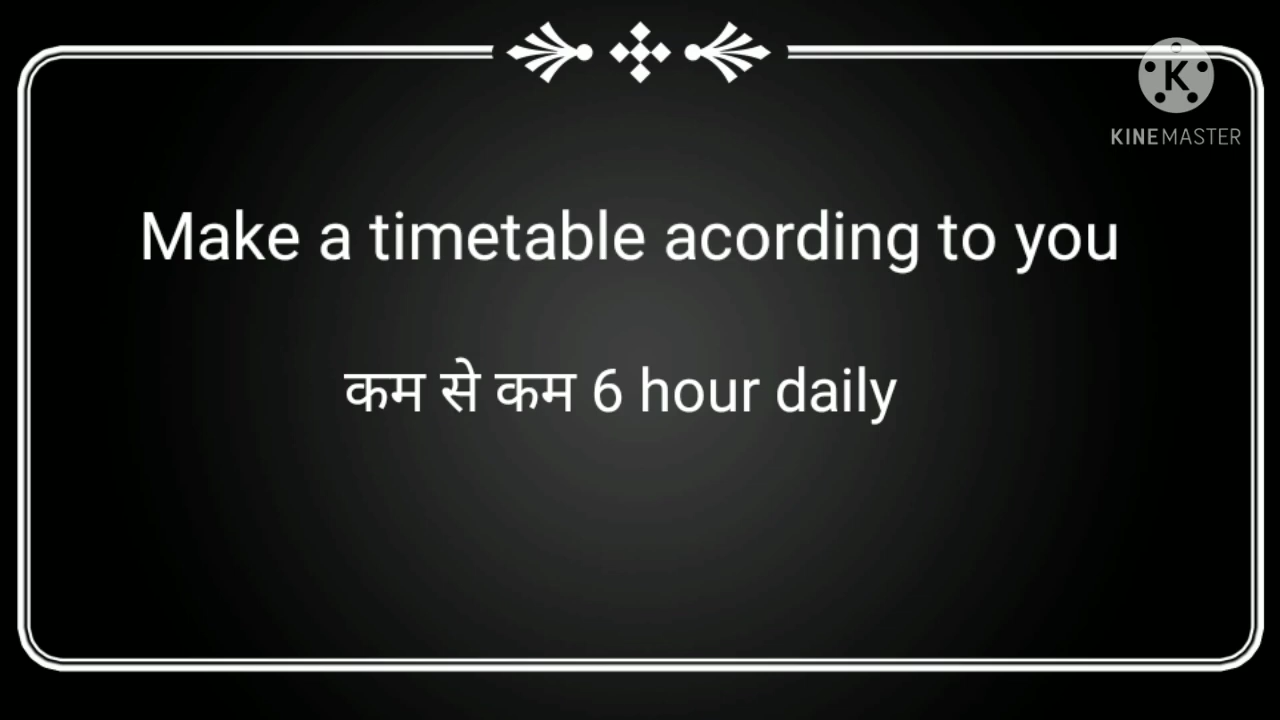 K
KINEMASTER
Make a timetable acording to you
कम से कम 6 hour daily